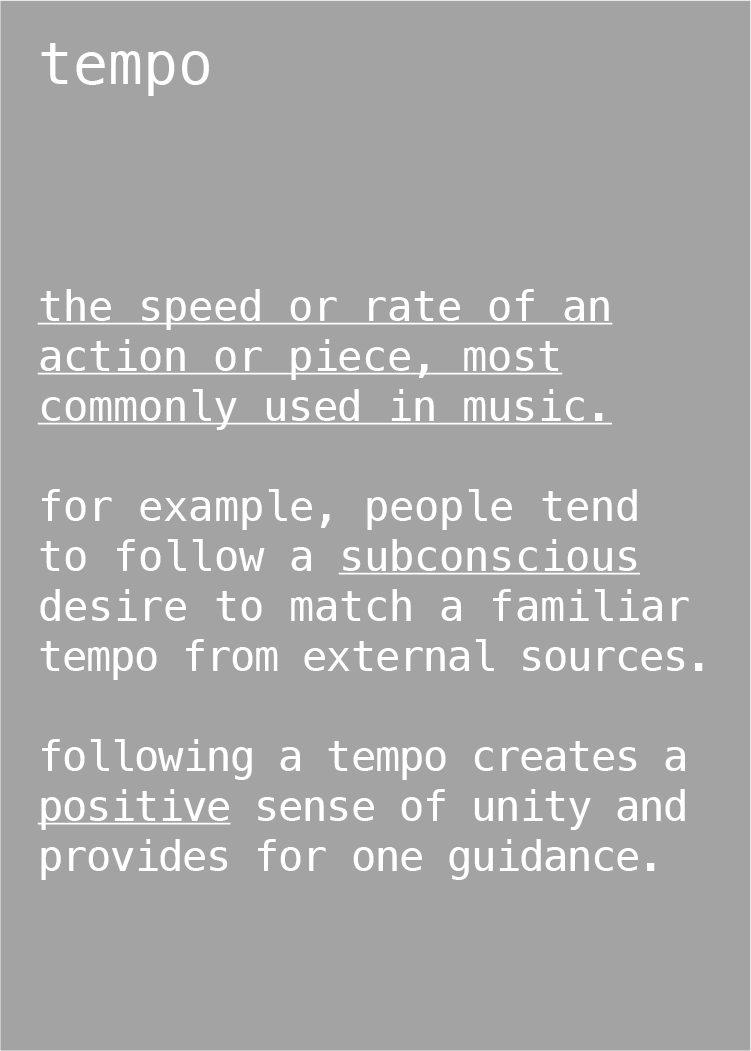 tempo
the speed or rate of an
action or piece, most
commonly used in music.
for example, people tend
to follow a subconscious
desire to match a familiar
tempo from external sources.
following a tempo creates a
positive sense of unity and
provides for one guidance.